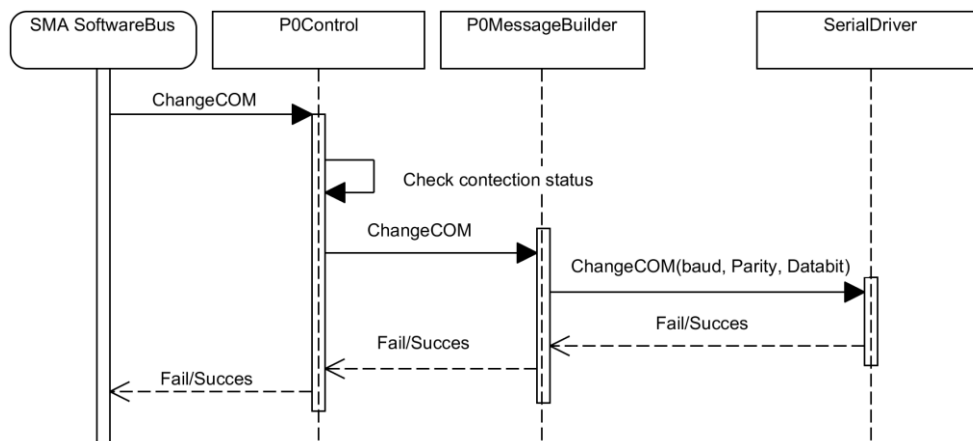 SMA SoftwareBus
P0Control
P0MessageBuilder
SerialDriver
ChangeCOM
Check contection status
ChangeCOM
ChangeCOM(baud, Parity, Databit)
Fail/Succes
Fail/Succes
Fail/Succes